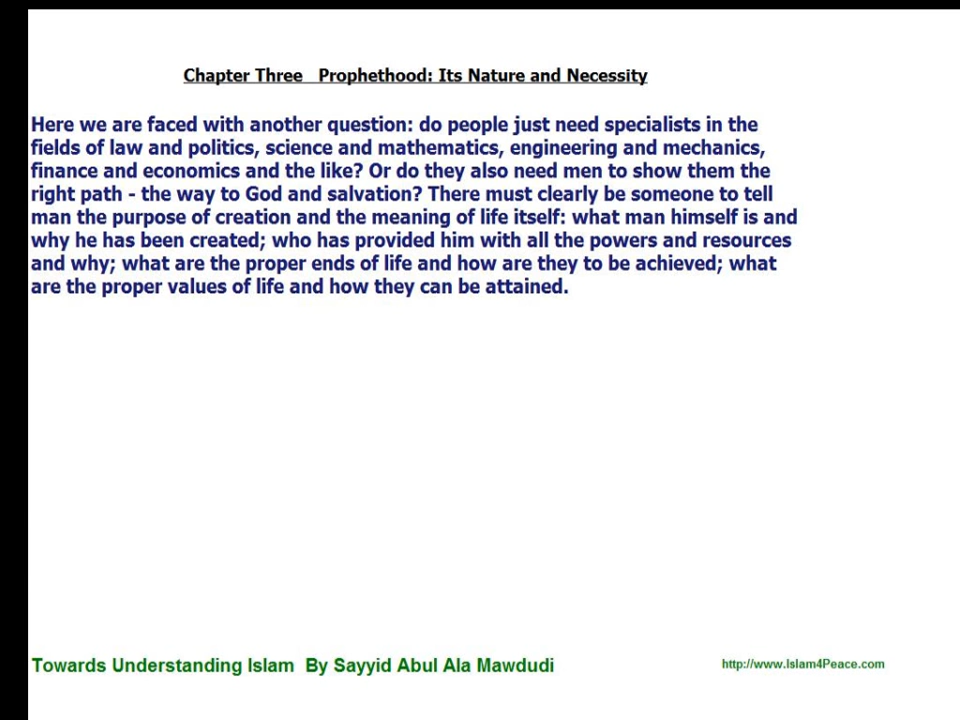 Chapter Three   Prophethood: Its Nature and Necessity
Here we are faced with another question: do people just need specialists in the
fields of law and politics, science and mathematics, engineering and mechanics,
finance and economics and the like? Or do they also need men to show them the
right path - the way to God and salvation? There must clearly be someone to tell
man the purpose of creation and the meaning of life itself: what man himself is and
why he has been created; who has provided him with all the powers and resources
and why; what are the proper ends of life and how are they to be achieved; what
are the proper values of life and how they can be attained.
Towards Understanding Islam  By Sayyid Abul Ala Mawdudi
http://www.Islam4Peace.com